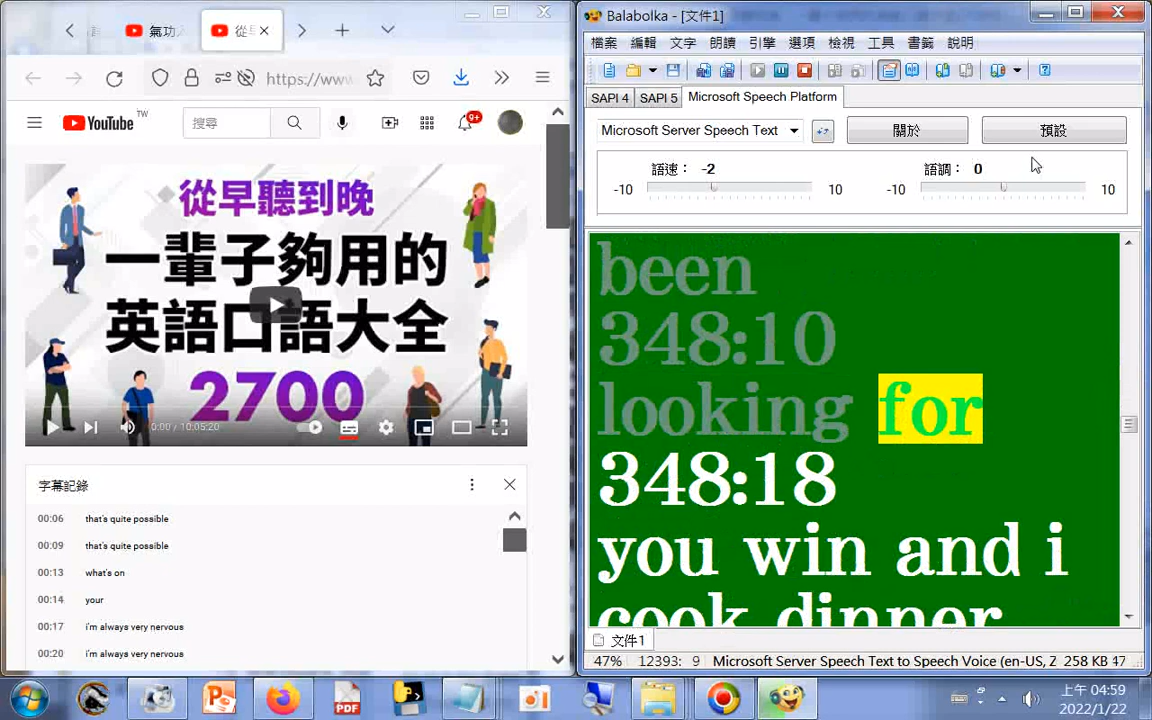 氣功
從
https://www
YouTube TW
搜尋
9+
從早聽到晚
一輩子夠用的
英語口語大全
2700
0:00 / 10:05:20
字幕記錄
00:06 that's quite possible
00:09 that's quite possible
00:13 what's on
00:14 your
00:17 i'm always very nervous
00:20 i'm always very nervous
Balabolka - [文件1]
檔案 編輯 文字 朗讀 引擎 選項 檢視 工具 書籤 說明
SAPI 4 SAPI 5 Microsoft Speech Platform
Microsoft Server Speech Text 關於 預設
語速： -2 語調： 0
-10 10 -10 10
been
348:10
looking for
348:18
you win and i
cook dinner
文件1
47% 12393: 9 Microsoft Server Speech Text to Speech Voice (en-US, Z 258 KB 47
PDF
上午 04:59
2022/1/22